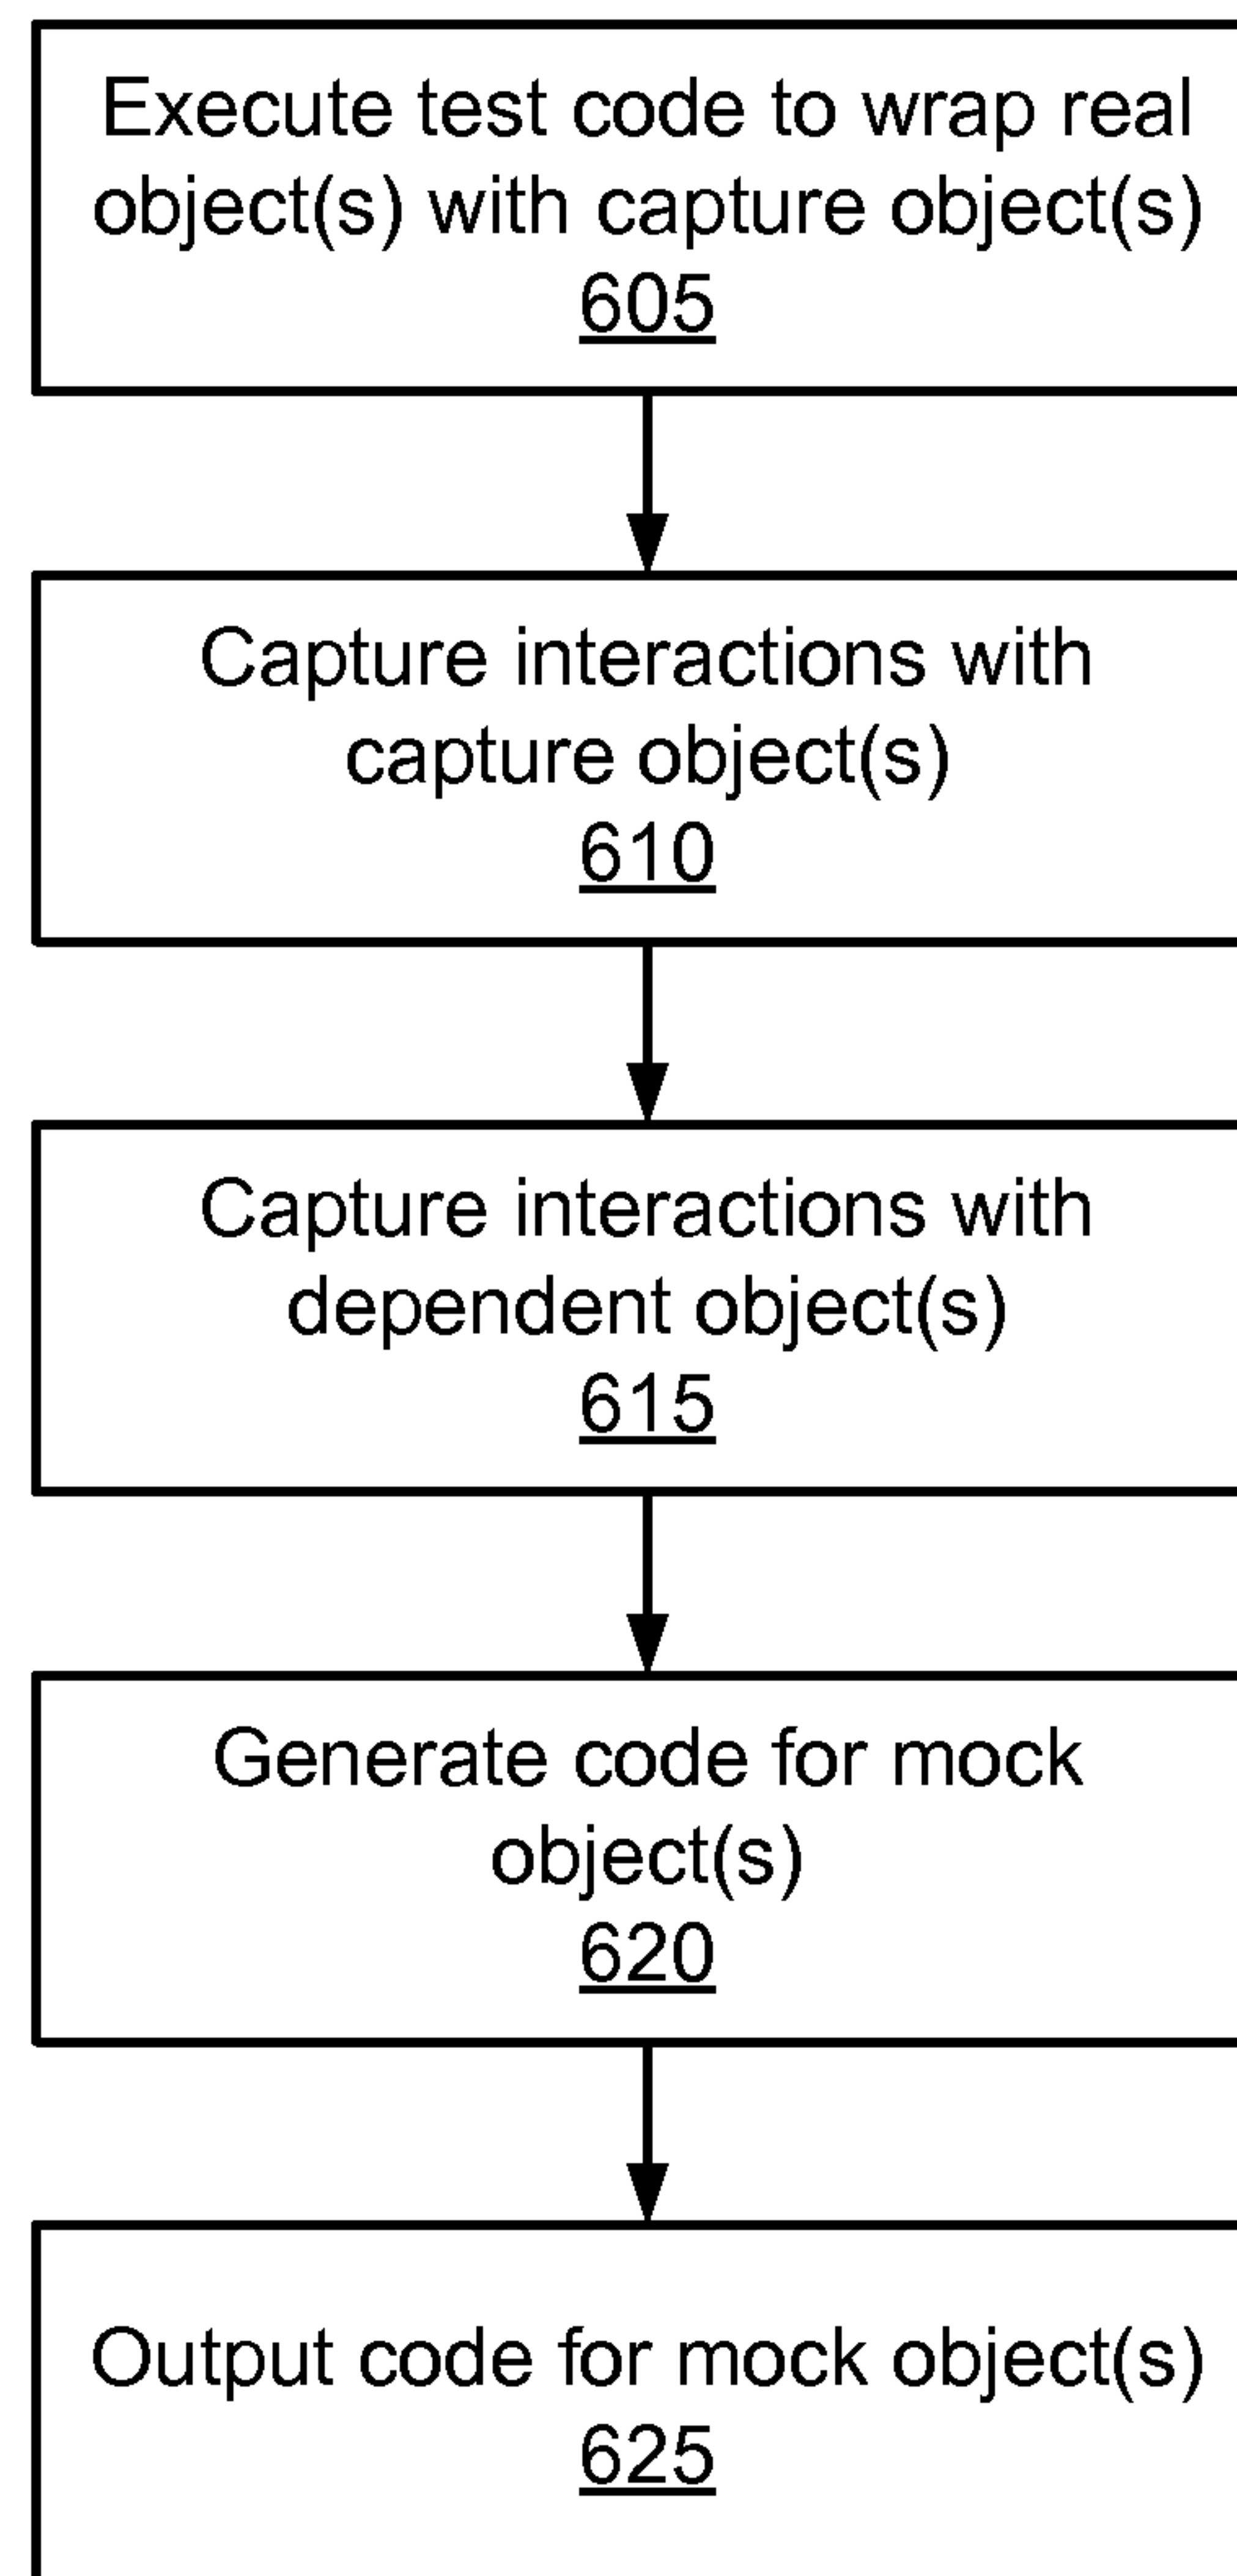 Execute test code to wrap real
object(s) with capture object(s)
605
Capture interactions with
capture object(s)
610
Capture interactions with
dependent object(s)
615
Generate code for mock
object(s)
620
Output code for mock object(s)
625